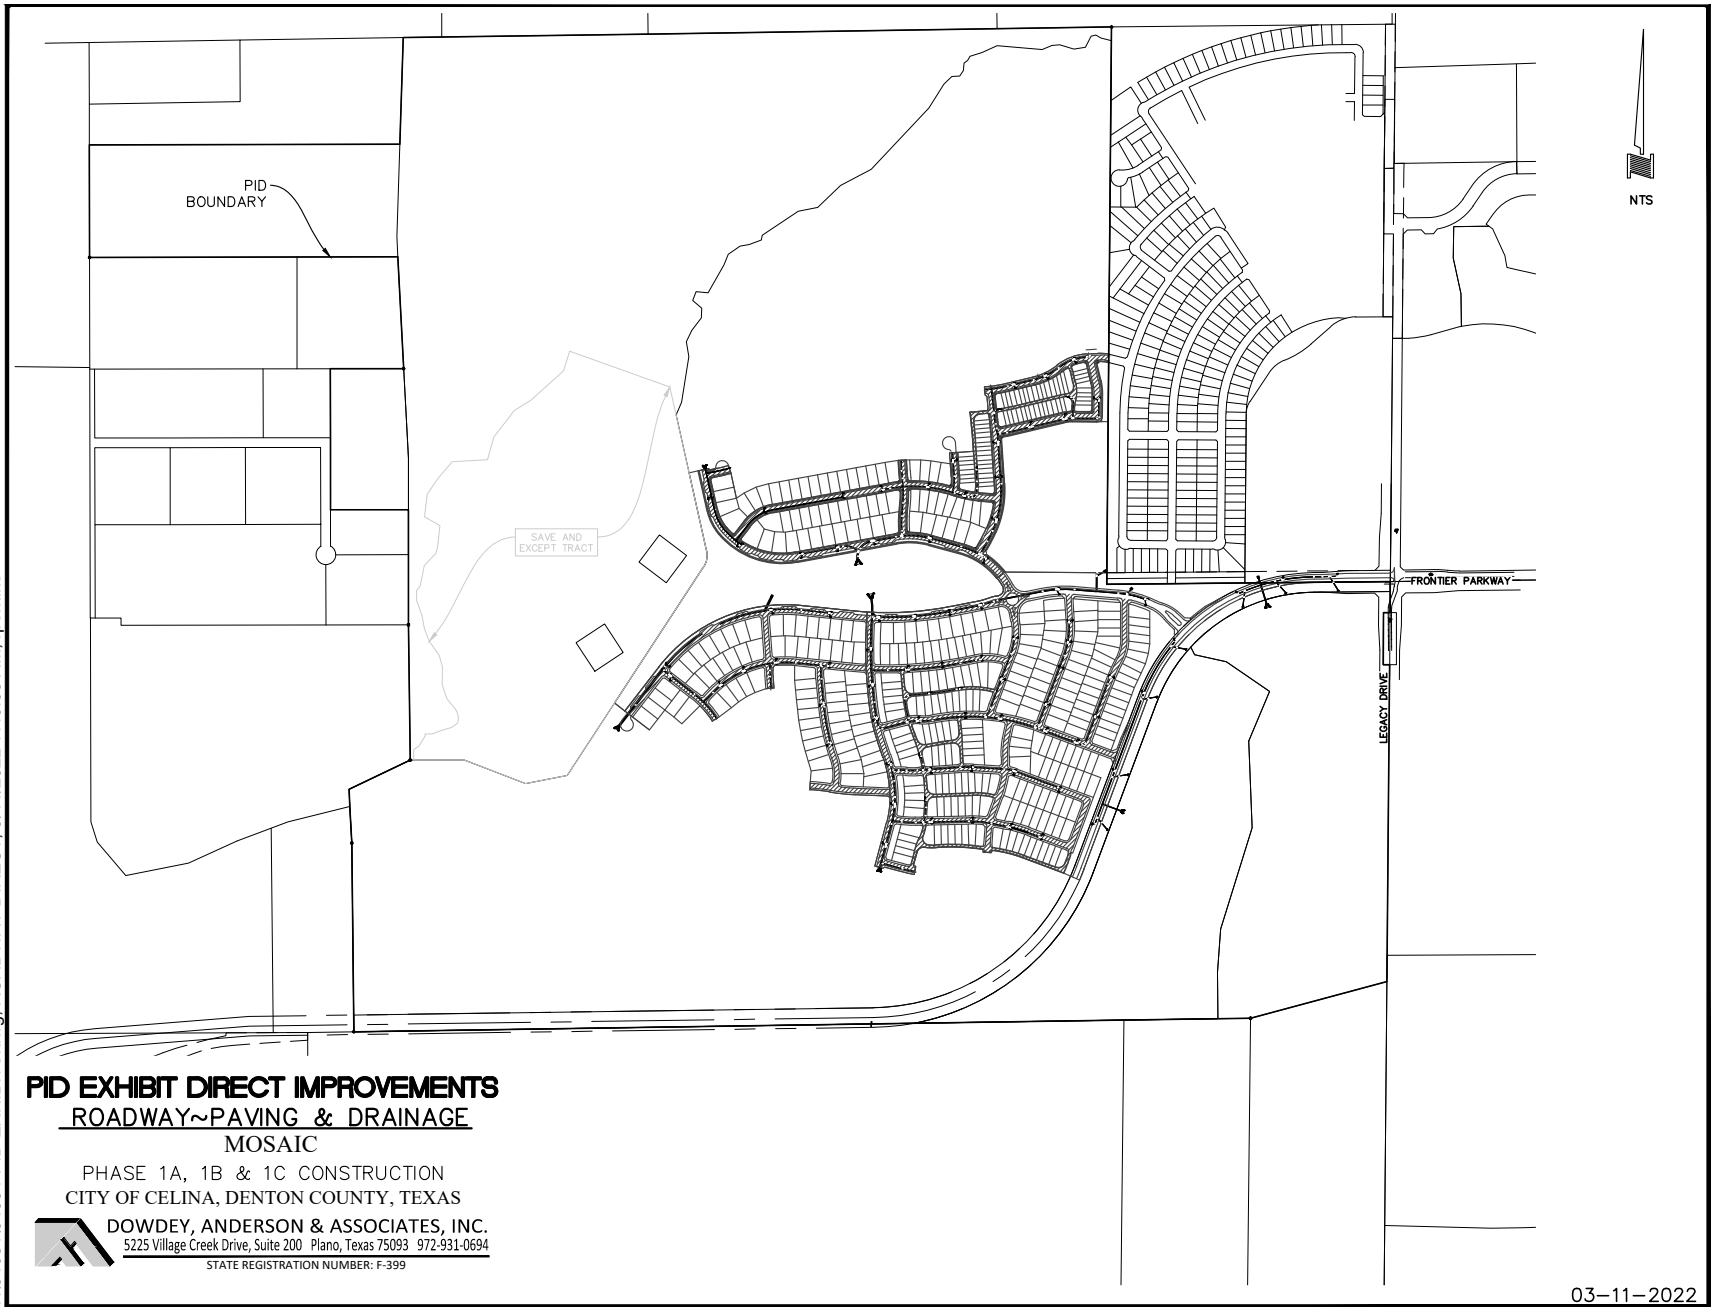 PID
BOUNDARY
NTS
SAVE AND
EXCEPT TRACT
FRONTIER PARKWAY
LEGACY DRIVE
PID EXHIBIT DIRECT IMPROVEMENTS
ROADWAY~PAVING & DRAINAGE
MOSAIC
PHASE 1A, 1B & 1C CONSTRUCTION
CITY OF CELINA, DENTON COUNTY, TEXAS
DOWDEY, ANDERSON & ASSOCIATES, INC.
5225 Village Creek Drive, Suite 200 Plano, Texas 75093 972-931-0694
STATE REGISTRATION NUMBER: F-399
03-11-2022